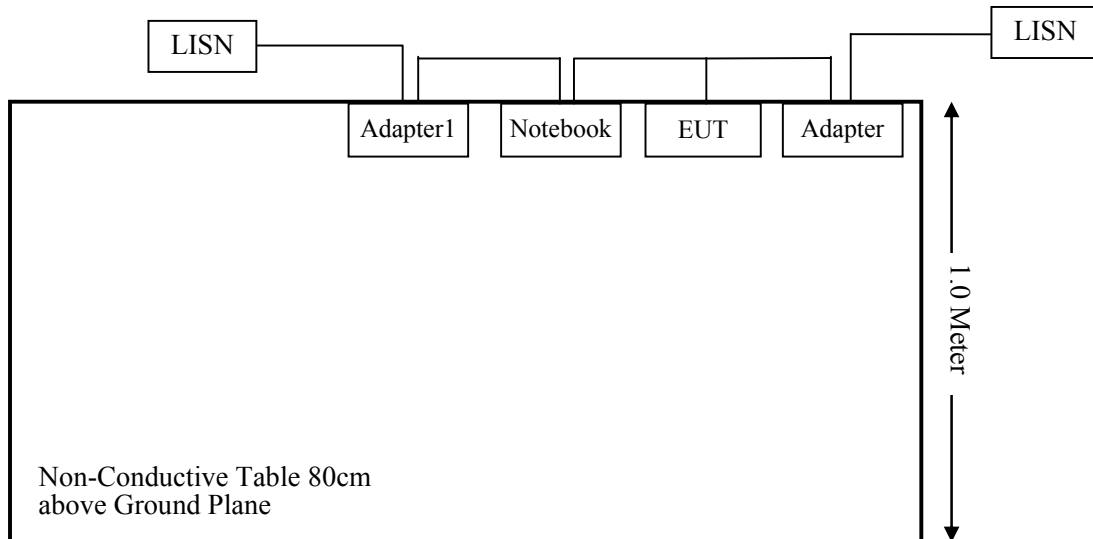 LISN
LISN
Adapter1
Notebook
EUT
Adapter
1.0 Meter
Non-Conductive Table 80cm
above Ground Plane